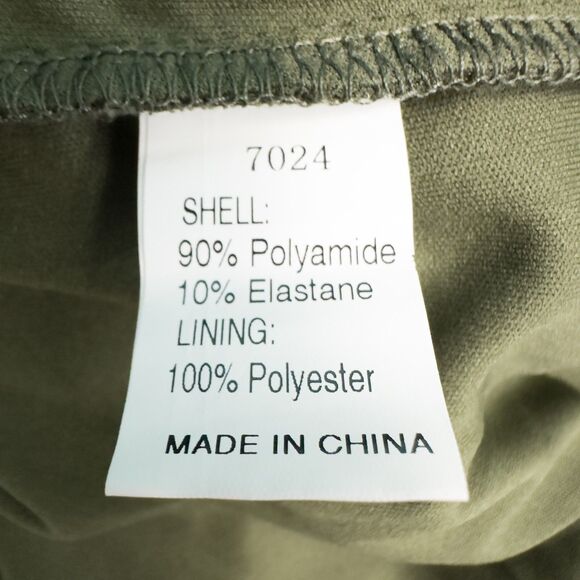 7024
SHELL:
90% Polyamide
10% Elastane
LINING:
100% Polyester
MADE IN CHINA